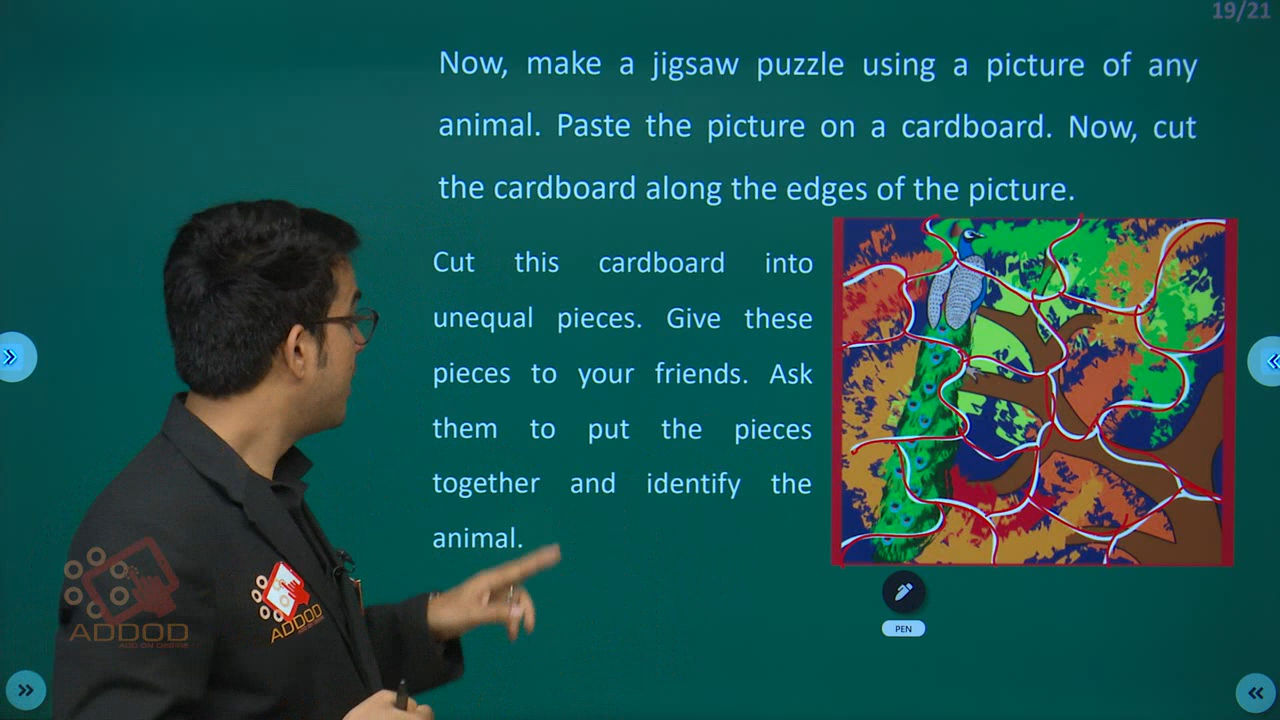 19/21
Now, make a jigsaw puzzle using a picture of any
animal. Paste the picture on a cardboard. Now, cut
the cardboard along the edges of the picture.
Cut this cardboard into
unequal pieces. Give these
pieces to your friends. Ask
them to put the pieces
together and identify the
animal.
PEN
ADDOD
ADDOD